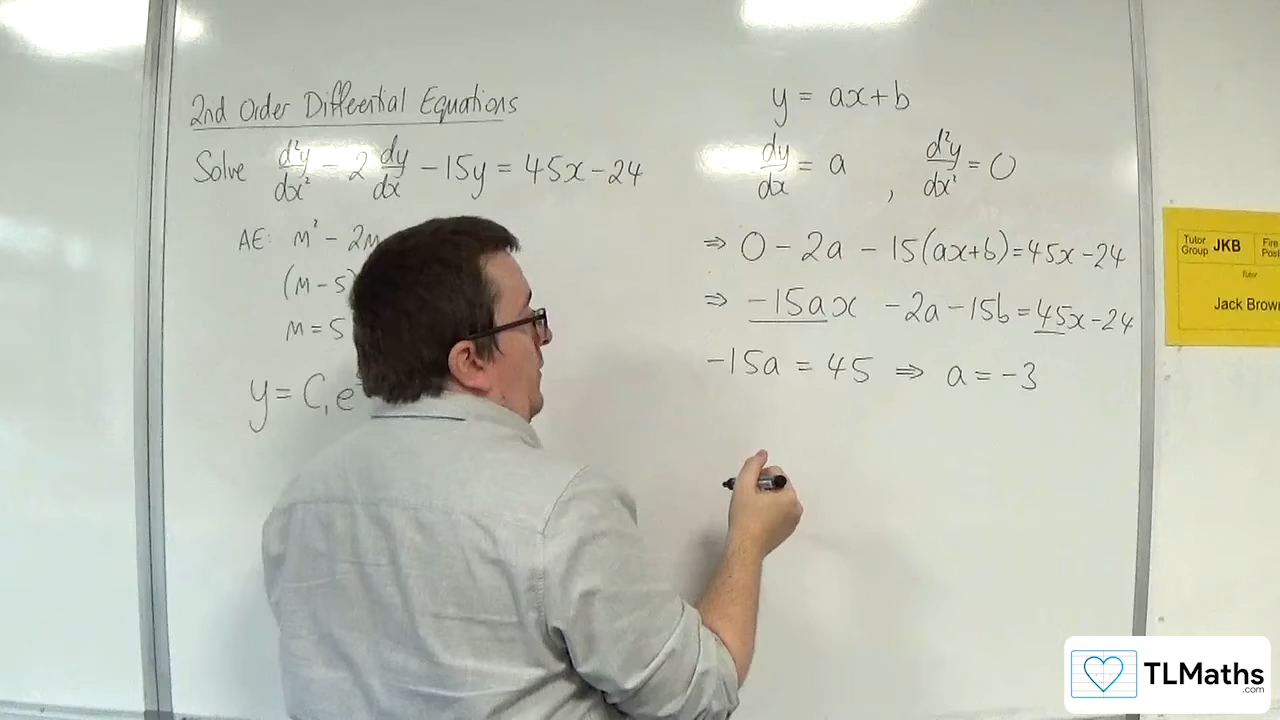 2nd Order Differential Equations
Solve d²y/dx² - 2 dy/dx - 15y = 45x - 24
AE: m² - 2m
(m - 5)
m = 5
y = C₁e
y = ax + b
dy/dx = a , d²y/dx² = 0
⇒ 0 - 2a - 15(ax+b) = 45x - 24
⇒ -15ax - 2a - 15b = 45x - 24
-15a = 45 ⇒ a = -3
Tutor Group JKB
Fire
Tutor
Jack Brow
TLMaths
.com